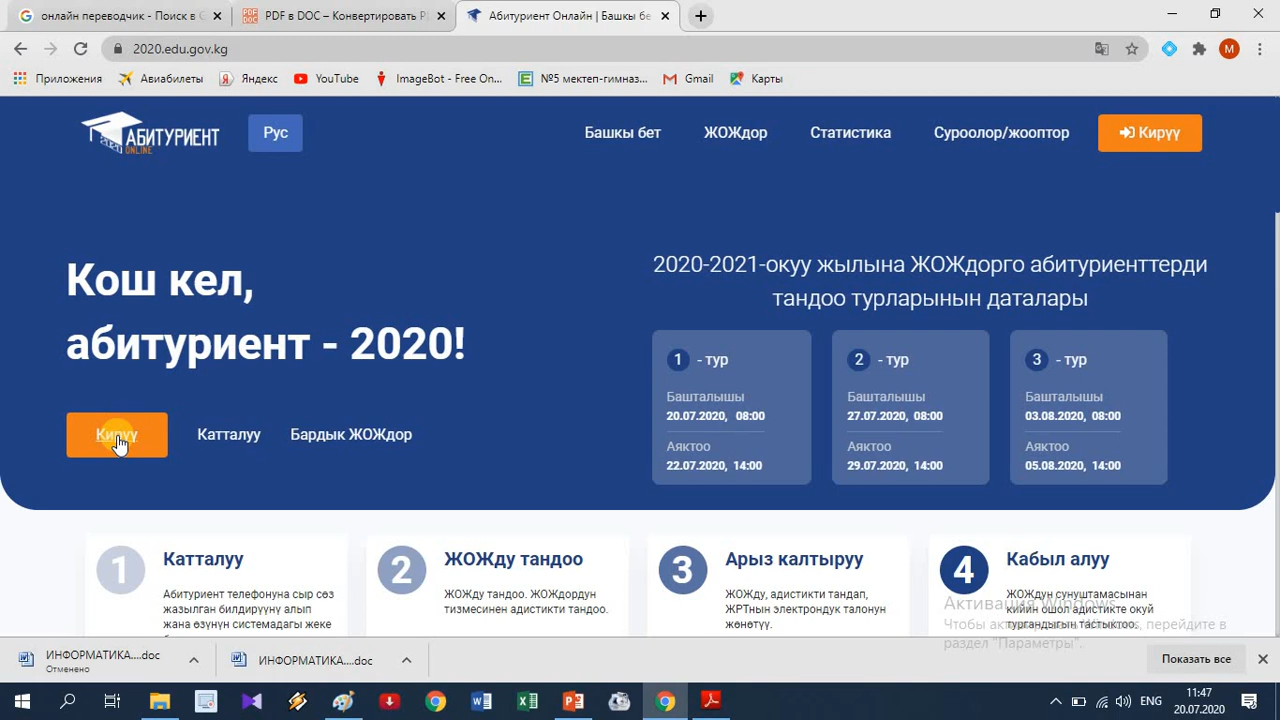 онлайн переводчик - Поиск в G
PDF в DOC – Конвертировать P
Абитуриент Онлайн | Башкы бе
2020.edu.gov.kg
M
Приложения
Авиабилеты
Яндекс
YouTube
ImageBot - Free On...
№5 мектеп-гимназ...
Gmail
Карты
АБИТУРИЕНТ
ONLINE
Рус
Башкы бет
ЖОЖдор
Статистика
Суроолор/жооптор
Кирүү
Кош кел,
абитуриент - 2020!
Кирүү
Катталуу
Бардык ЖОЖдор
2020-2021-окуу жылына ЖОЖдорго абитуриенттерди
тандоо турларынын даталары
1 - тур
Башталышы
20.07.2020, 08:00
Аяктоо
22.07.2020, 14:00
2 - тур
Башталышы
27.07.2020, 08:00
Аяктоо
29.07.2020, 14:00
3 - тур
Башталышы
03.08.2020, 08:00
Аяктоо
05.08.2020, 14:00
1 Катталуу
Абитуриент телефонуна сыр сөз
жазылган билдирүүнү алып
жана өзүнүн системадагы жеке
2 ЖОЖду тандоо
ЖОЖду тандоо. ЖОЖдордун
тизмесинен адистикти тандоо.
3 Арыз калтыруу
ЖОЖду, адистикти тандап,
ЖРТнын электрондук талонун
жөнөтүү.
4 Кабыл алуу
ЖОЖдун сунуштамасынан
кийин ошол адистикте окуй
тургандыгын тастыктоо.
Активация Windows
Чтобы активировать Windows, перейдите в
раздел "Параметры".
ИНФОРМАТИКА....doc
Отменено
ИНФОРМАТИКА....doc
Показать все
ENG
11:47
20.07.2020